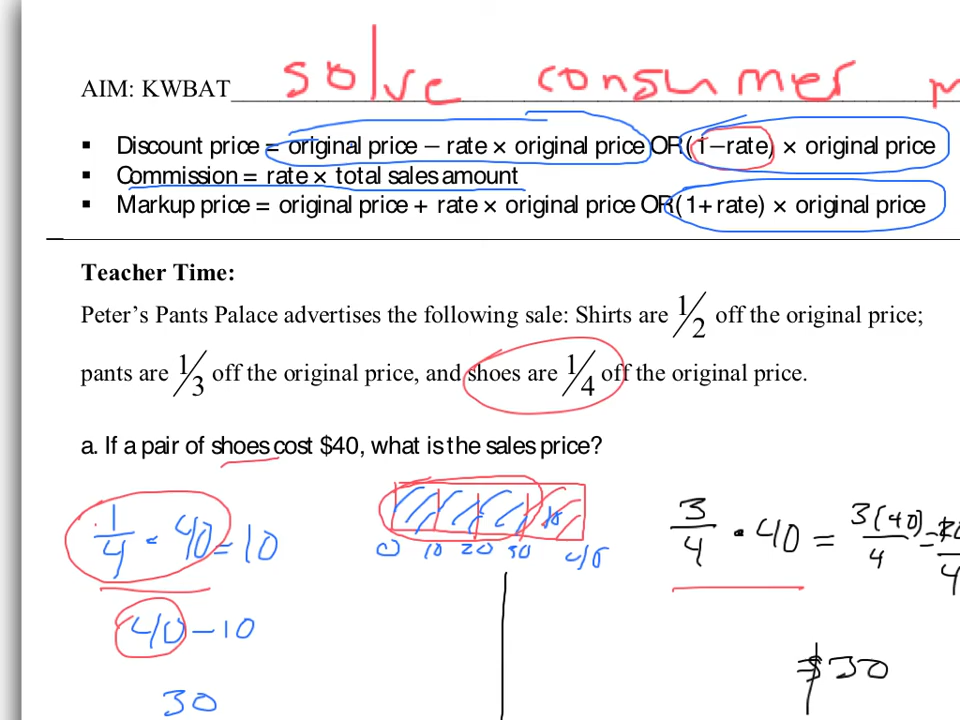 AIM: KWBAT solve consumer
▪ Discount price = original price − rate × original price OR (1−rate) × original price
▪ Commission = rate × total sales amount
▪ Markup price = original price + rate × original price OR (1+ rate) × original price
Teacher Time:
Peter's Pants Palace advertises the following sale: Shirts are 1/2 off the original price;
pants are 1/3 off the original price, and shoes are 1/4 off the original price.
a. If a pair of shoes cost $40, what is the sales price?
1/4 · 40 = 10
0 10 20 30 40
10
3/4 · 40 = 3(40)/4 =
40 − 10
30
$30